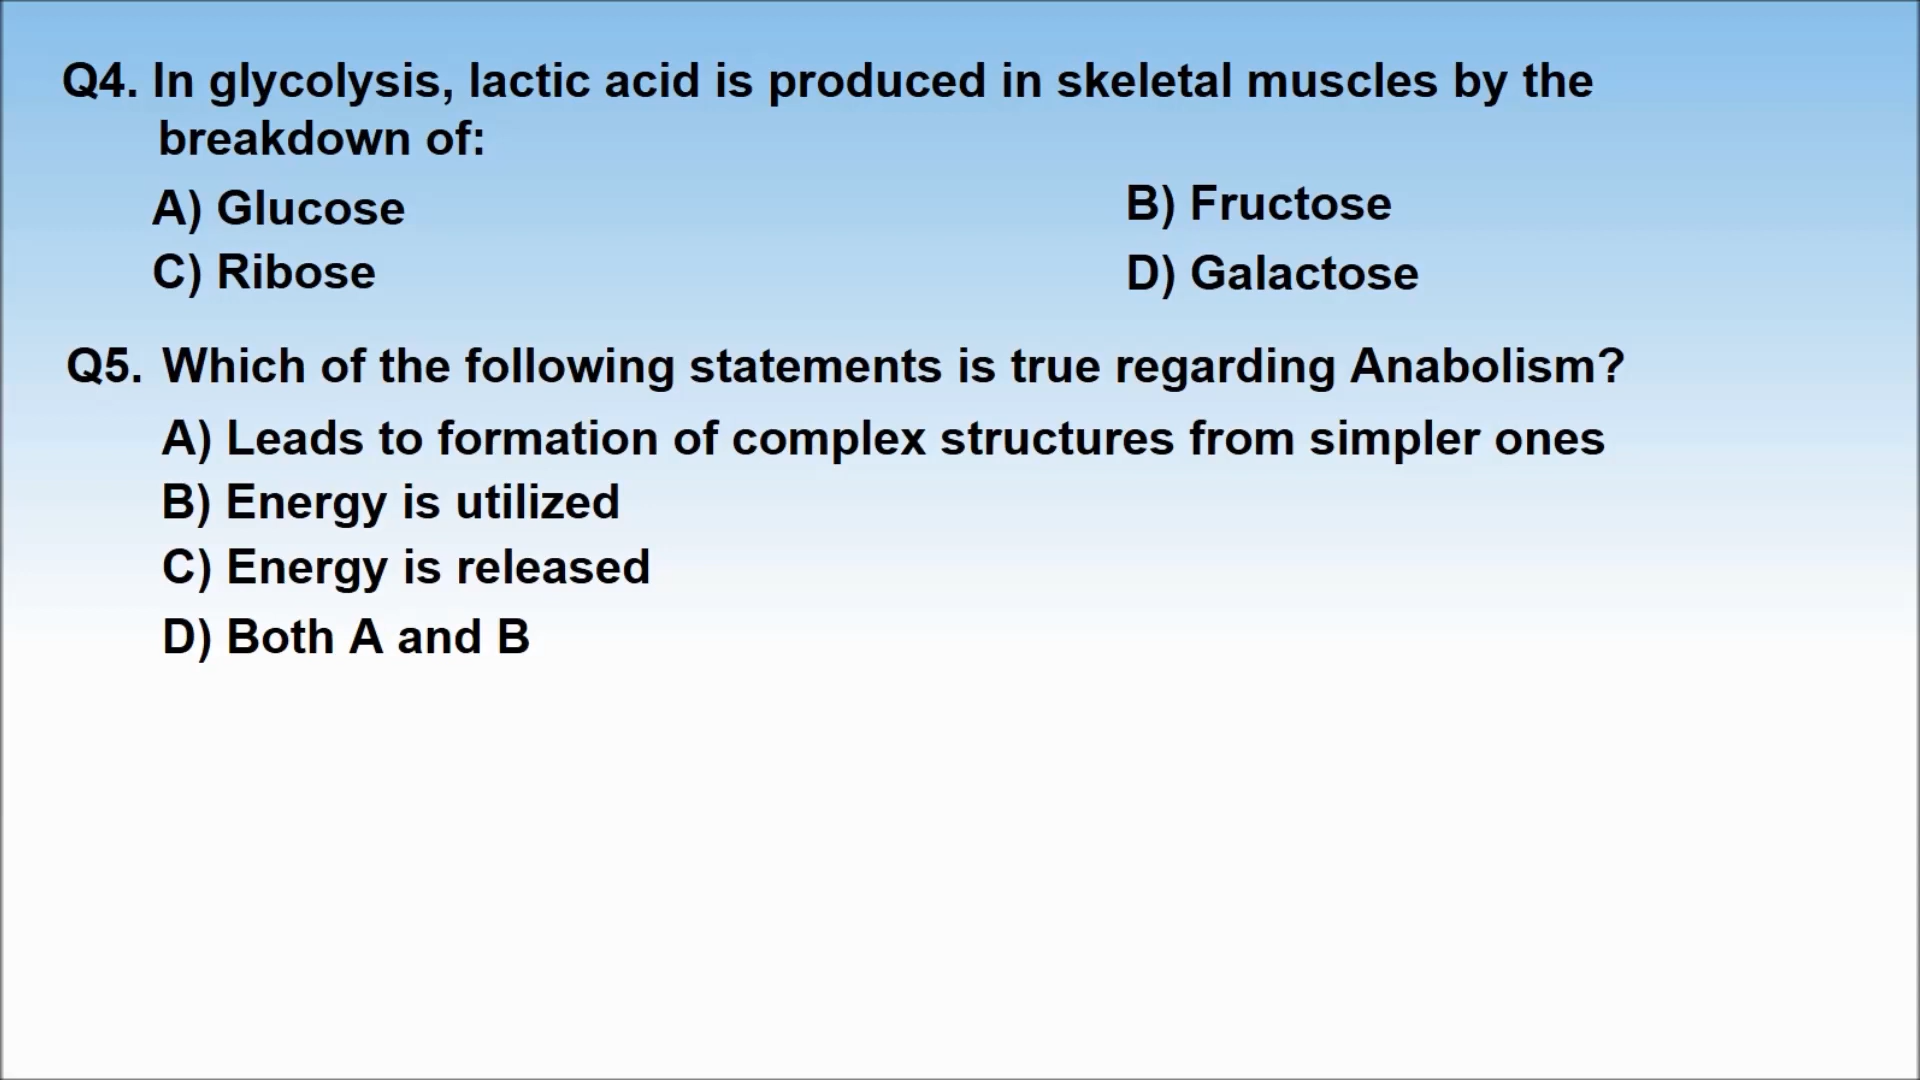 Q4. In glycolysis, lactic acid is produced in skeletal muscles by the
breakdown of:
A) Glucose
B) Fructose
C) Ribose
D) Galactose
Q5. Which of the following statements is true regarding Anabolism?
A) Leads to formation of complex structures from simpler ones
B) Energy is utilized
C) Energy is released
D) Both A and B